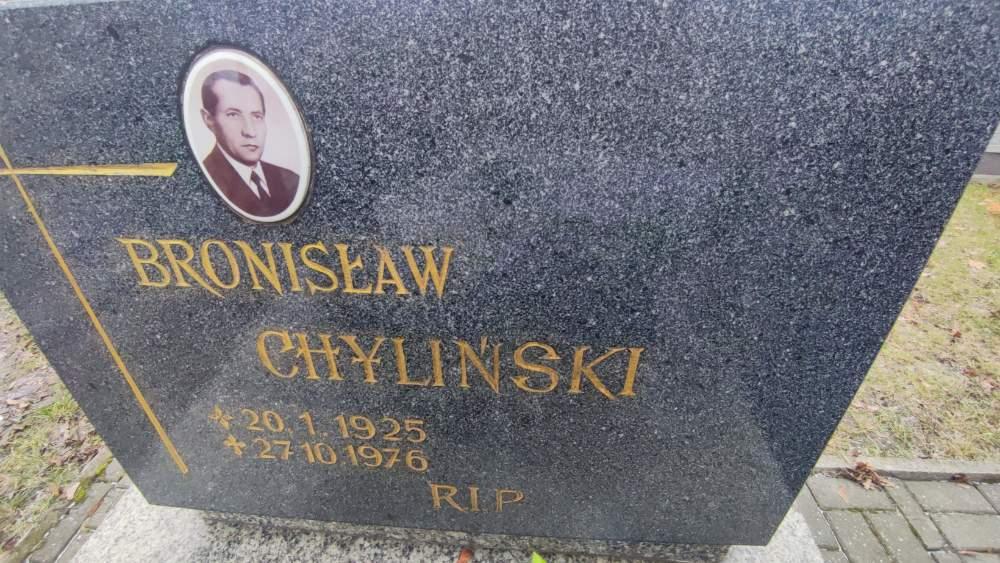 BRONISŁAW
CHYLIŃSKI
20.1.1925
27.10.1976
RIP